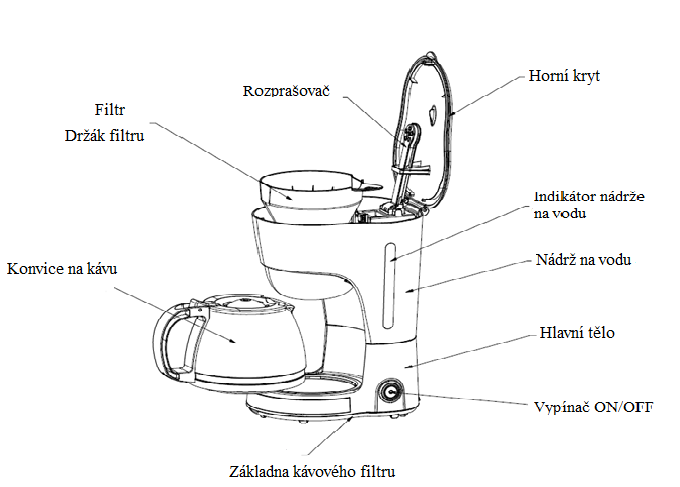 Horní kryt
Rozprašovač
Filtr
Držák filtru
Indikátor nádrže
na vodu
Nádrž na vodu
Konvice na kávu
Hlavní tělo
Vypínač ON/OFF
Základna kávového filtru